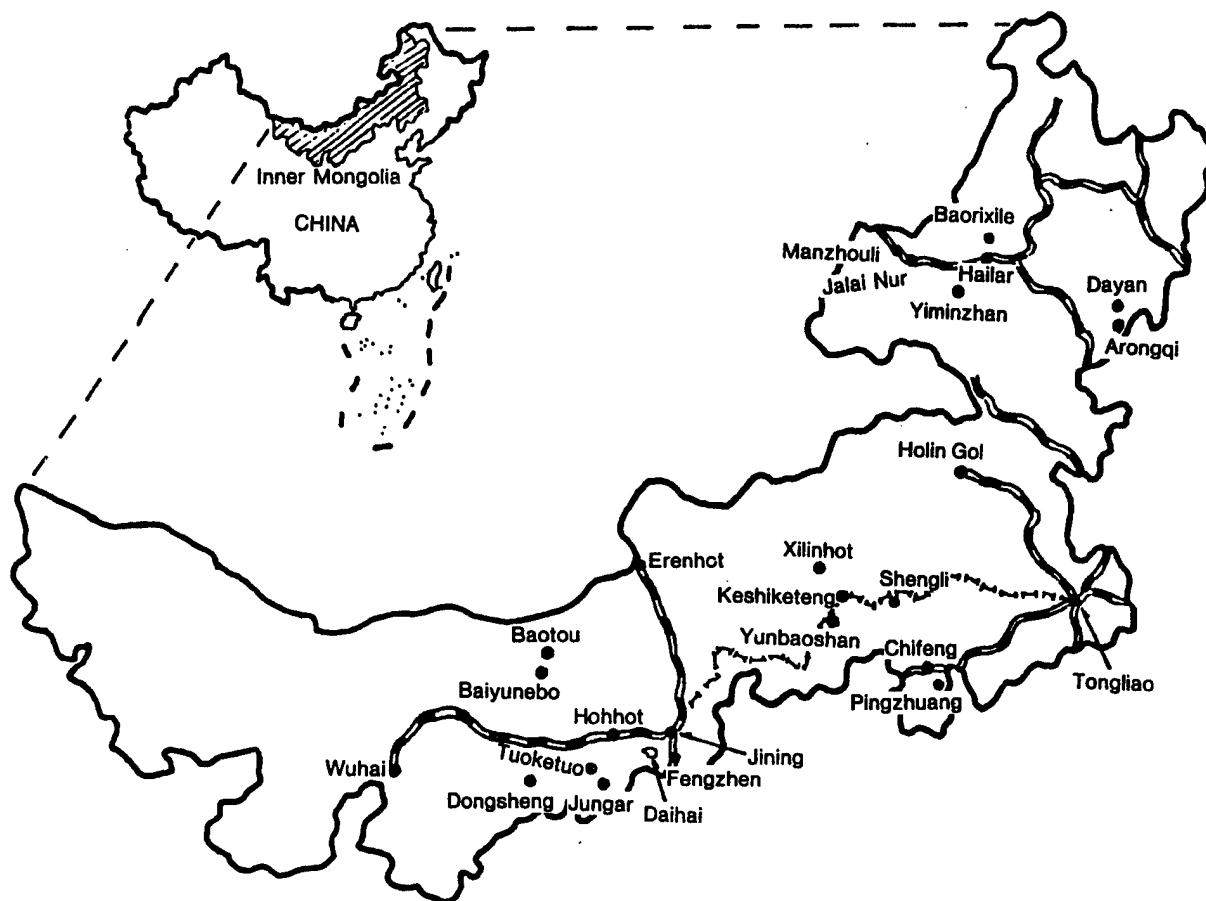 Inner Mongolia
CHINA
Baorixile
Manzhouli
Hailar
Jalai Nur
Dayan
Yiminzhan
Arongqi
Holin Gol
Erenhot
Xilinhot
Shengli
Keshiketeng
Yunbaoshan
Baotou
Chifeng
Baiyunebo
Tongliao
Pingzhuang
Hohhot
Jining
Wuhai
Tuoketuo
Fengzhen
Dongsheng
Jungar
Daihai